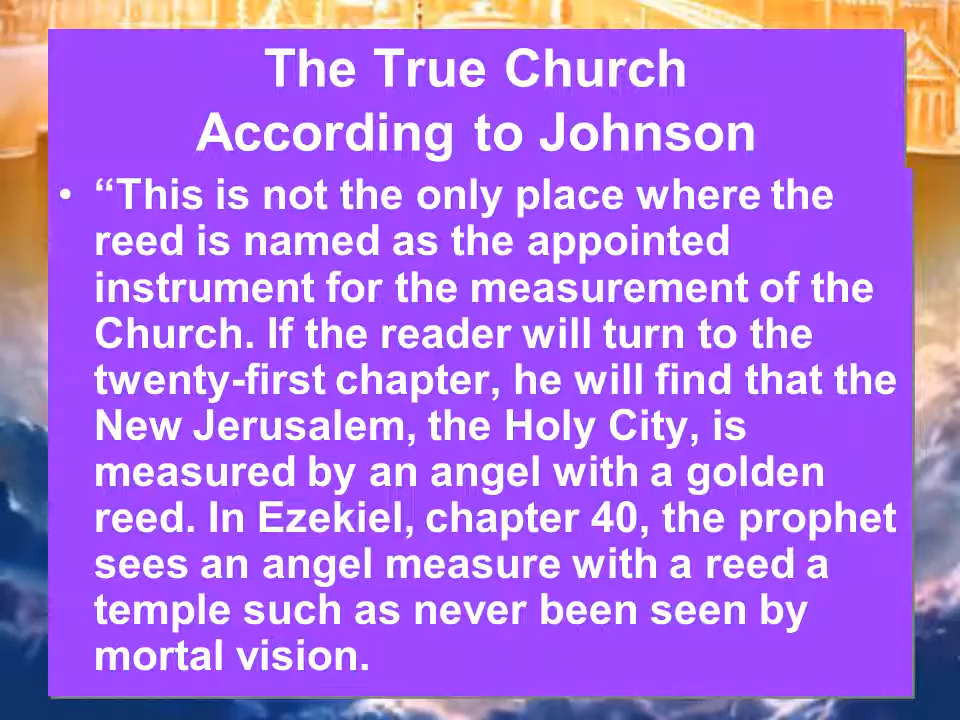 The True Church
According to Johnson
• “This is not the only place where the
reed is named as the appointed
instrument for the measurement of the
Church. If the reader will turn to the
twenty-first chapter, he will find that the
New Jerusalem, the Holy City, is
measured by an angel with a golden
reed. In Ezekiel, chapter 40, the prophet
sees an angel measure with a reed a
temple such as never been seen by
mortal vision.